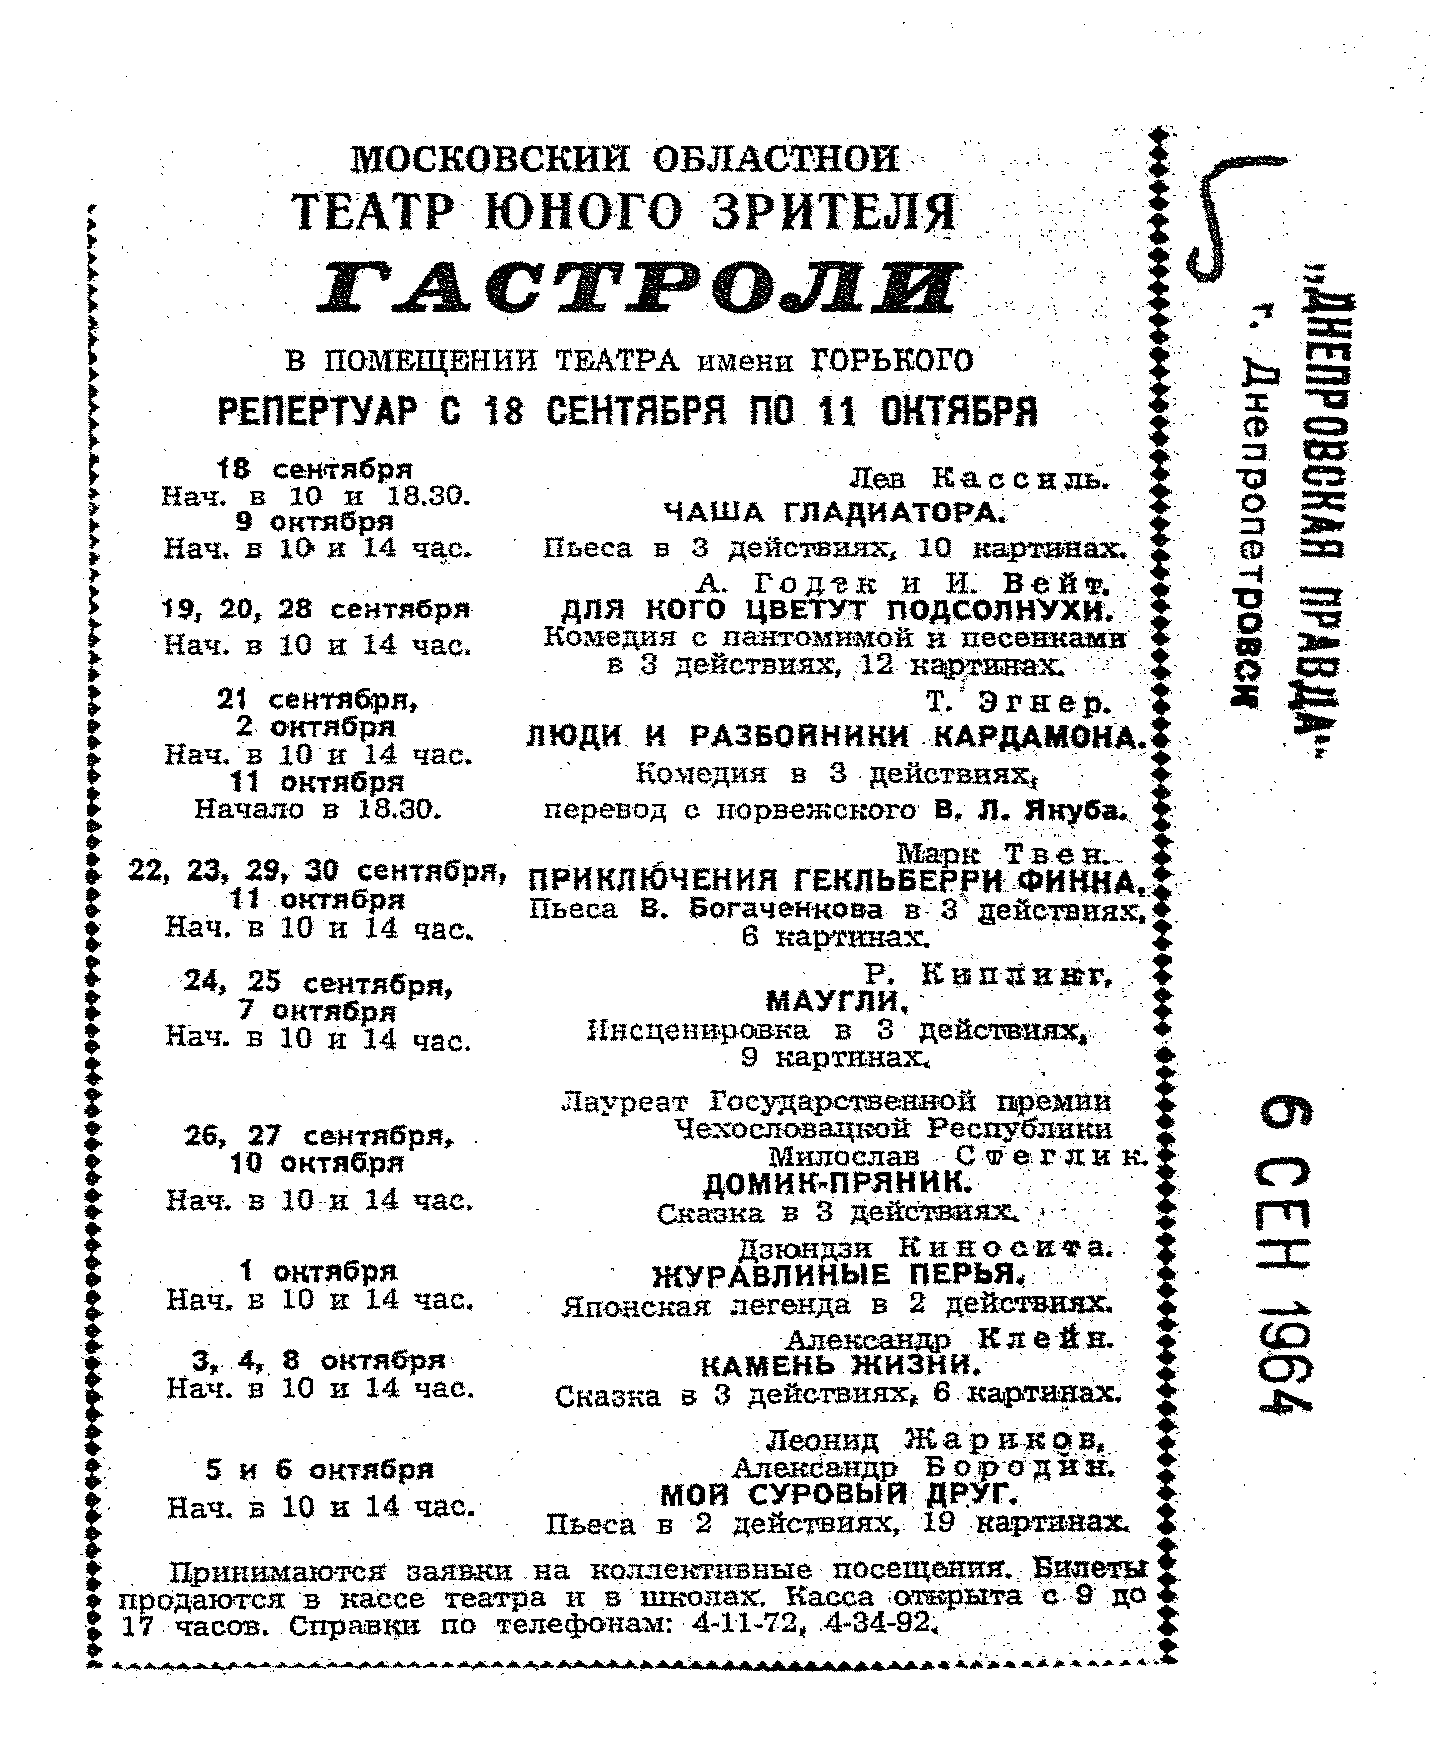 МОСКОВСКИЙ ОБЛАСТНОЙ
ТЕАТР ЮНОГО ЗРИТЕЛЯ
ГАСТРОЛИ
В ПОМЕЩЕНИИ ТЕАТРА имени ГОРЬКОГО
РЕПЕРТУАР С 18 СЕНТЯБРЯ ПО 11 ОКТЯБРЯ
18 сентября
Нач. в 10 и 18.30.
9 октября
Нач. в 10 и 14 час.
Лев Кассиль.
ЧАША ГЛАДИАТОРА.
Пьеса в 3 действиях, 10 картинах.
19, 20, 28 сентября
Нач. в 10 и 14 час.
А. Годек и И. Вейт.
ДЛЯ КОГО ЦВЕТУТ ПОДСОЛНУХИ.
Комедия с пантомимой и песенками
в 3 действиях, 12 картинах.
21 сентября,
2 октября
Нач. в 10 и 14 час.
11 октября
Начало в 18.30.
Т. Эгнер.
ЛЮДИ И РАЗБОЙНИКИ КАРДАМОНА.
Комедия в 3 действиях,
перевод с норвежского В. Л. Якуба.
22, 23, 29, 30 сентября,
11 октября
Нач. в 10 и 14 час.
Марк Твен.
ПРИКЛЮЧЕНИЯ ГЕКЛЬБЕРРИ ФИННА.
Пьеса В. Богаченкова в 3 действиях,
6 картинах.
24, 25 сентября,
7 октября
Нач. в 10 и 14 час.
Р. Киплинг,
МАУГЛИ.
Инсценировка в 3 действиях,
9 картинах.
26, 27 сентября,
10 октября
Нач. в 10 и 14 час.
Лауреат Государственной премии
Чехословацкой Республики
Милослав Стеглик.
ДОМИК-ПРЯНИК.
Сказка в 3 действиях.
1 октября
Нач. в 10 и 14 час.
Дзюндзи Киносита.
ЖУРАВЛИНЫЕ ПЕРЬЯ.
Японская легенда в 2 действиях.
3, 4, 8 октября
Нач. в 10 и 14 час.
Александр Клейн.
КАМЕНЬ ЖИЗНИ.
Сказка в 3 действиях, 6 картинах.
5 и 6 октября
Нач. в 10 и 14 час.
Леонид Жариков,
Александр Бородин.
МОЙ СУРОВЫЙ ДРУГ.
Пьеса в 2 действиях, 19 картинах.
Принимаются заявки на коллективные посещения. Билеты
продаются в кассе театра и в школах. Касса открыта с 9 до
17 часов. Справки по телефонам: 4-11-72, 4-34-92.
„ДНЕПРОВСКАЯ ПРАВДА“
г. Днепропетровск
6 СЕН 1964